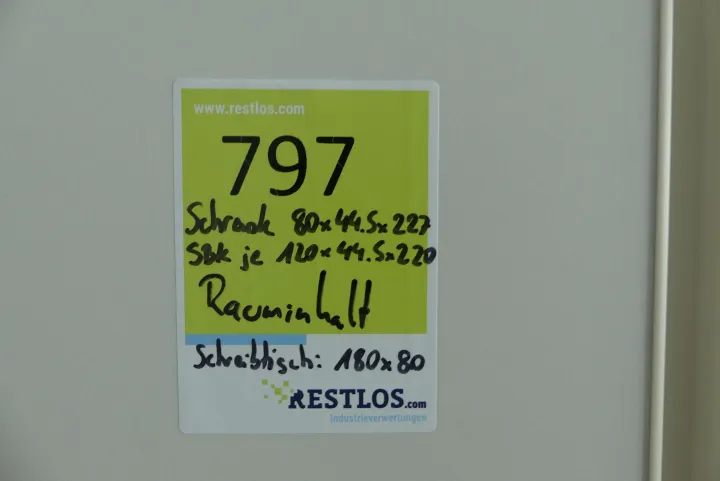 www.restlos.com
797
Schrank 80x44.5x227
SBK je 120x44.5x220
Rauminhalt
Schreibtisch: 180x80
RESTLOS.com
industrieverwertungen